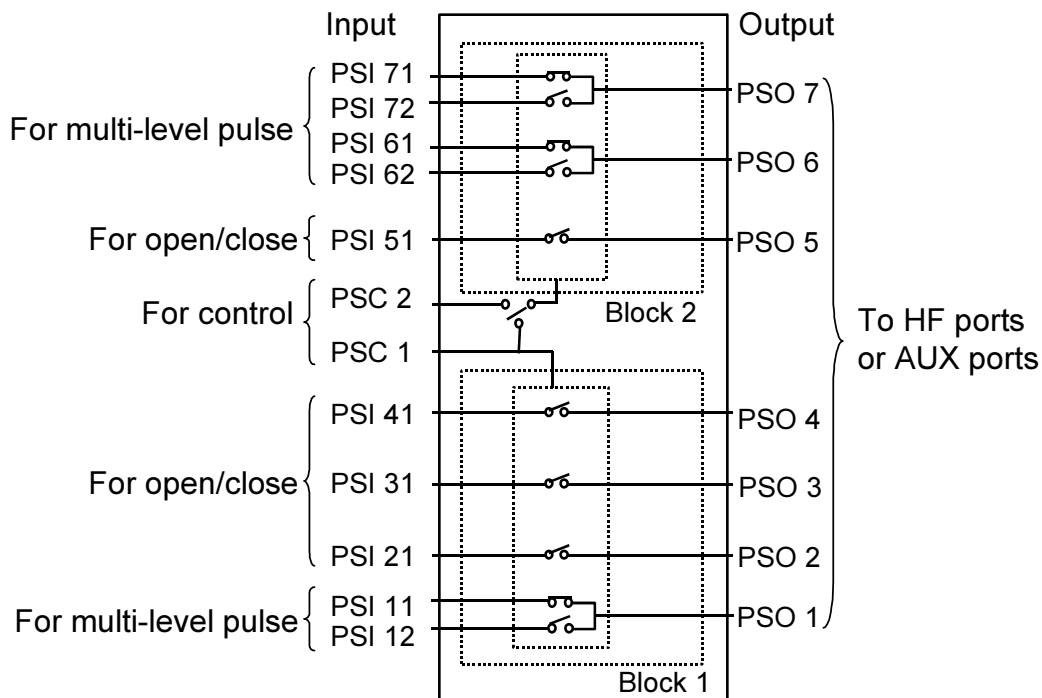 Input
Output
PSI 71
PSI 72
PSI 61
PSI 62
For multi-level pulse
PSO 7
PSO 6
For open/close
PSI 51
PSO 5
For control
PSC 2
PSC 1
Block 2
To HF ports
or AUX ports
PSI 41
PSI 31
PSI 21
For open/close
PSO 4
PSO 3
PSO 2
For multi-level pulse
PSI 11
PSI 12
PSO 1
Block 1